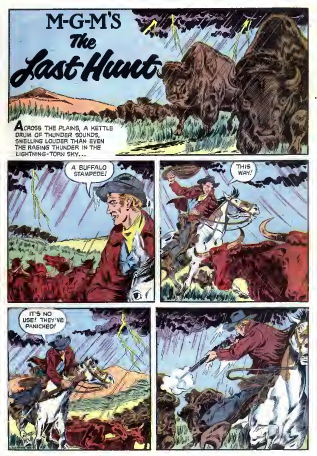 M-G-M'S
The
Last Hunt
ACROSS THE PLAINS, A KETTLE
DRUM OF THUNDER SOUNDS,
SWELLING LOUDER THAN EVEN
THE RAGING THUNDER IN THE
LIGHTNING-TORN SKY...
A BUFFALO
STAMPEDE!
THIS
WAY!
IT'S NO
USE! THEY'VE
PANICKED!